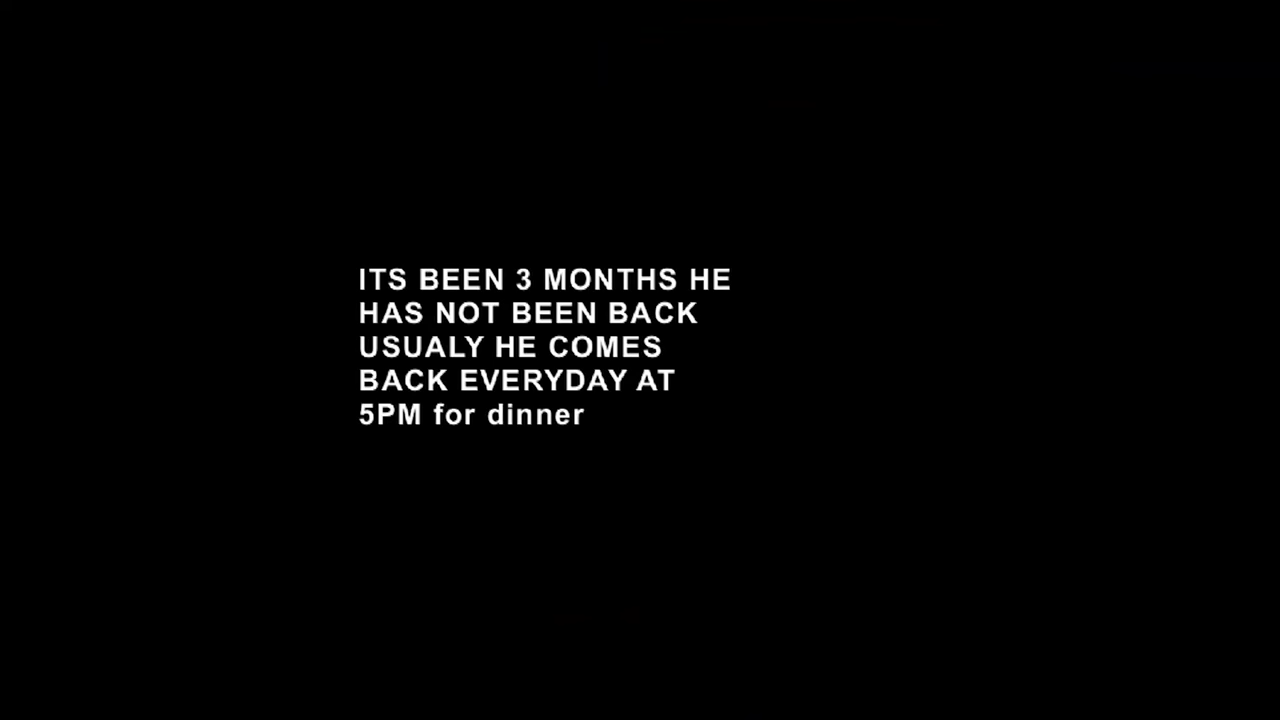 ITS BEEN 3 MONTHS HE
HAS NOT BEEN BACK
USUALY HE COMES
BACK EVERYDAY AT
5PM for dinner